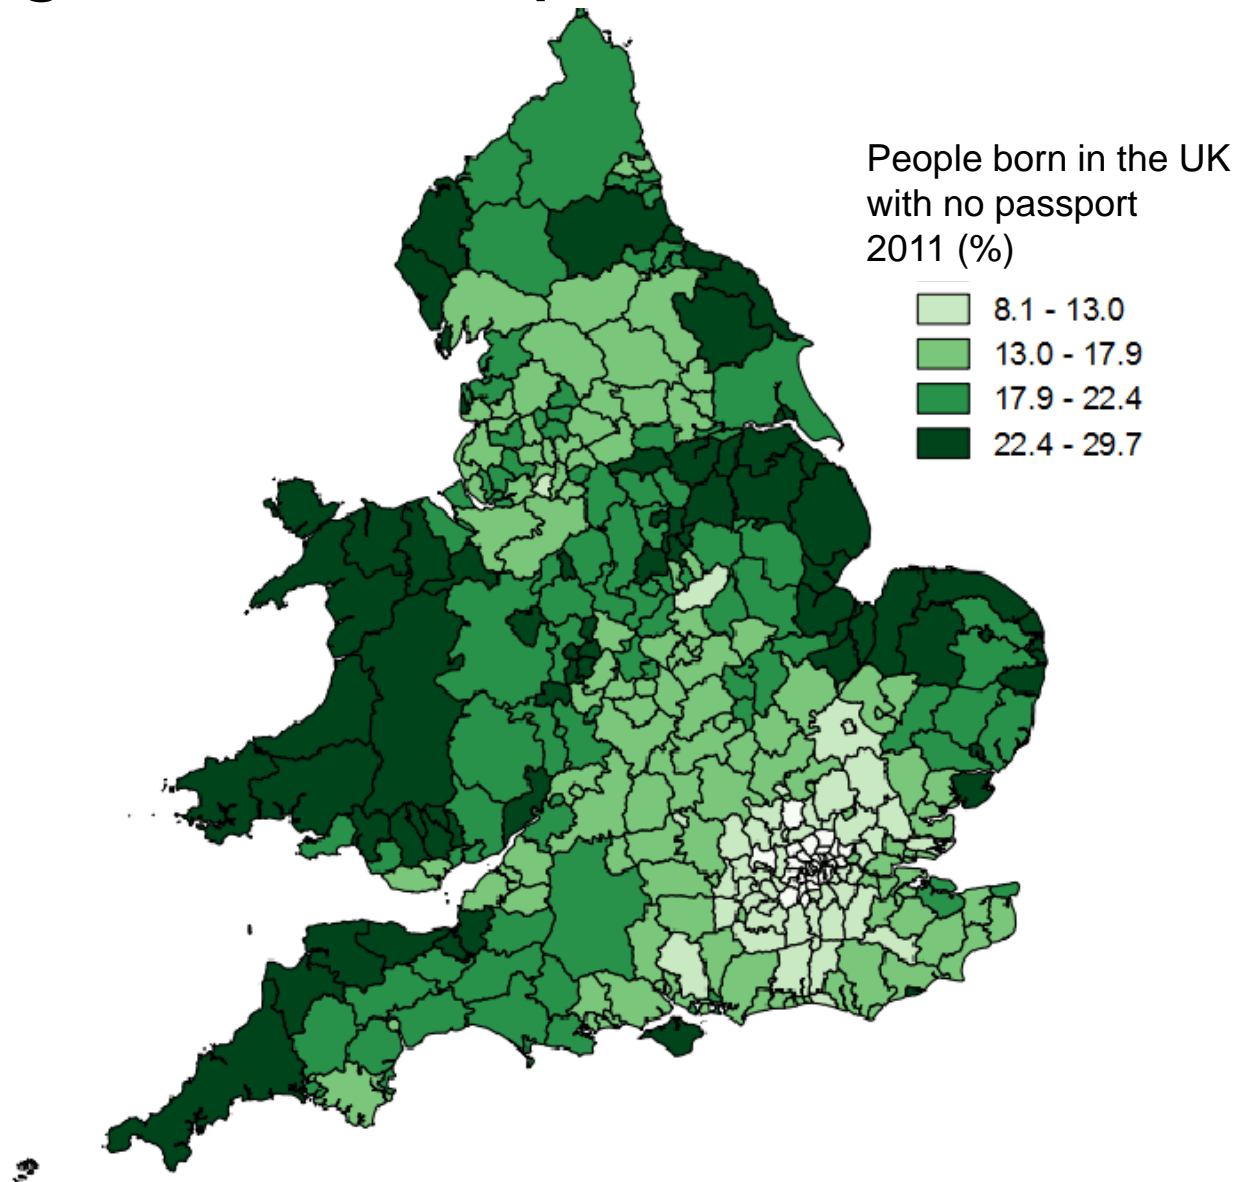 People born in the UK
with no passport
2011 (%)
8.1 - 13.0
13.0 - 17.9
17.9 - 22.4
22.4 - 29.7